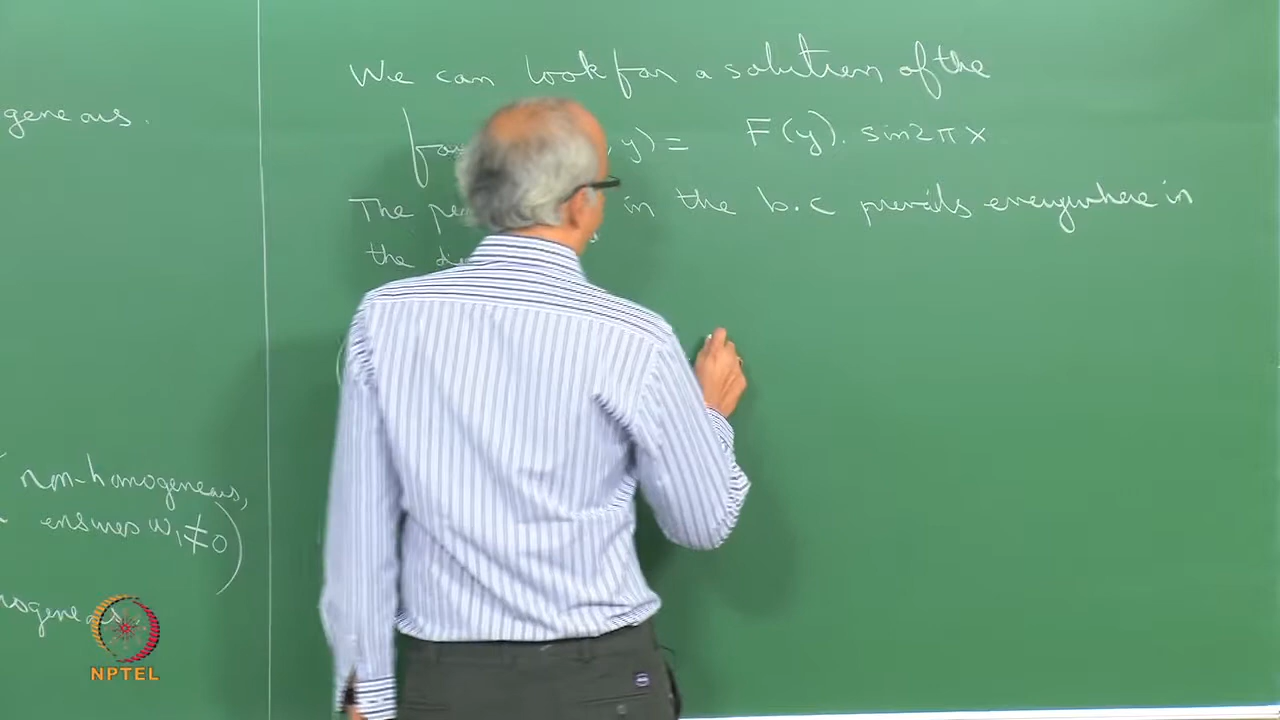 geneous.
non-homogeneous,
ensures w₁≠0)
ogeneous.
We can look for a solution of the
for , y) = F(y). sin2πx
The in the b.c prevails everywhere in
the
NPTEL